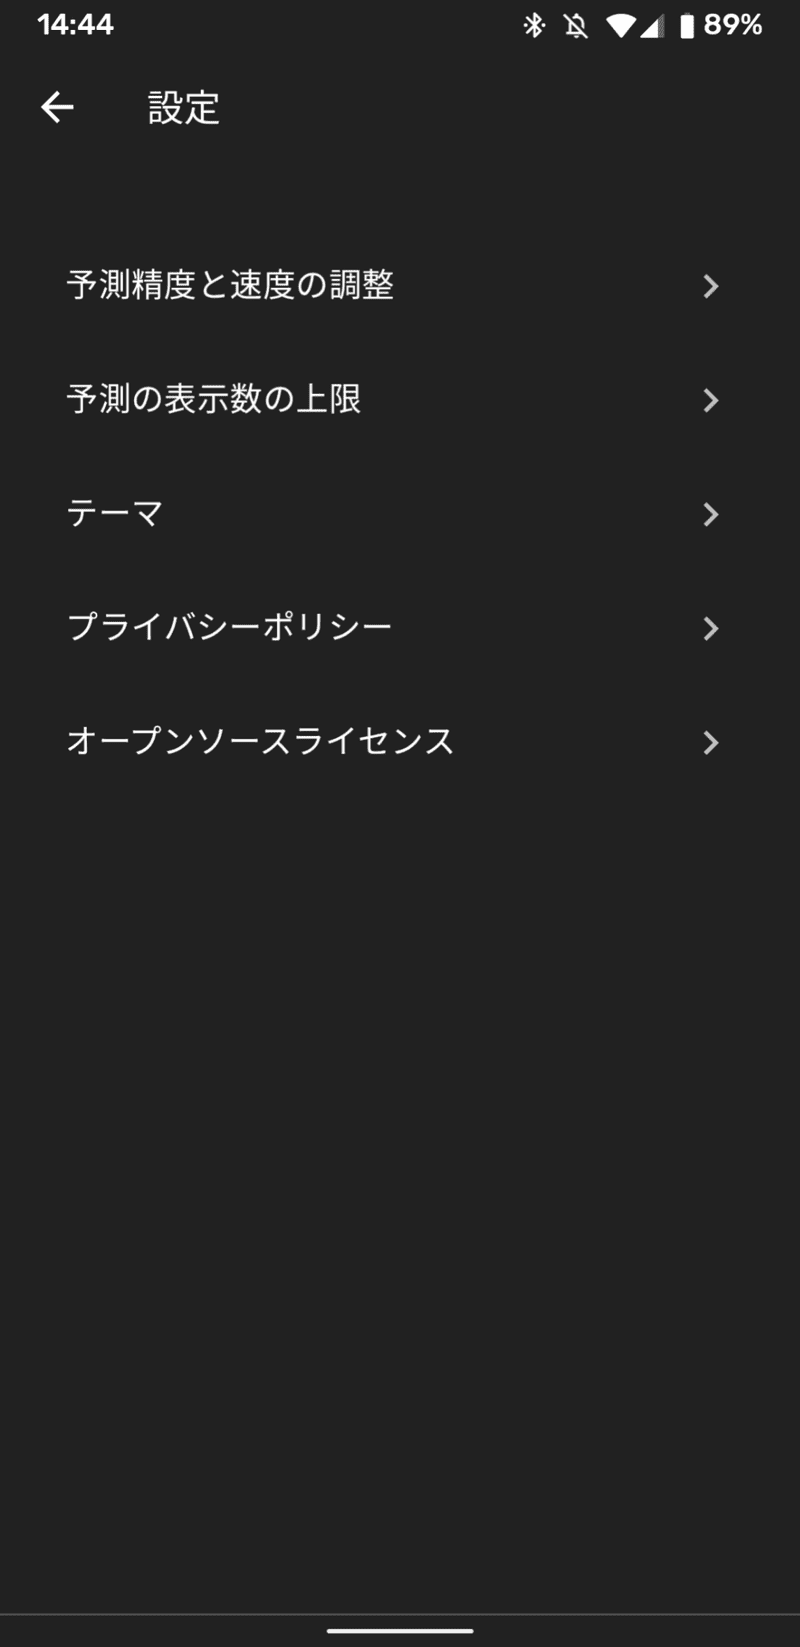 14:44 89%
設定
予測精度と速度の調整
予測の表示数の上限
テーマ
プライバシーポリシー
オープンソースライセンス